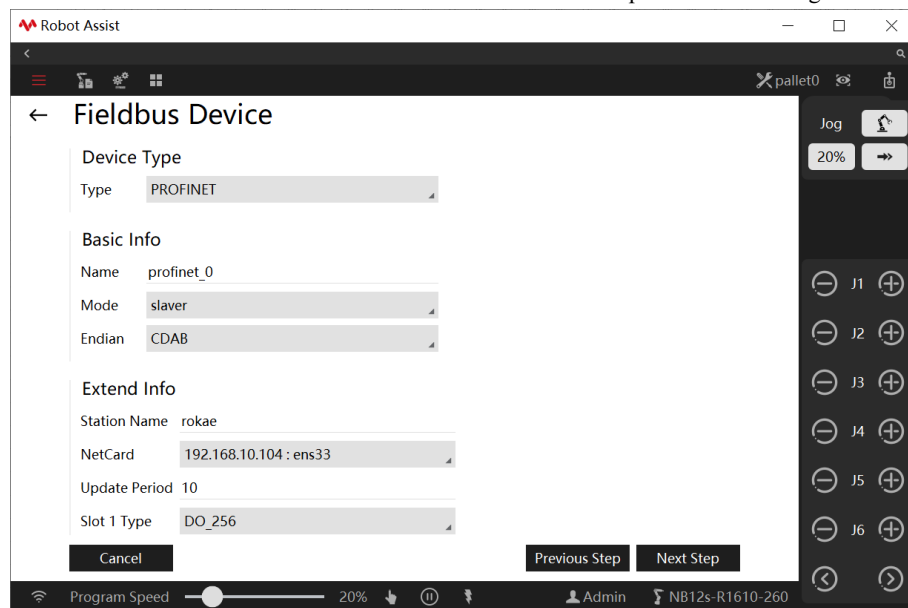 Robot Assist
pallet0
Fieldbus Device
Jog
20%
Device Type
Type PROFINET
Basic Info
Name profinet_0
Mode slaver
Endian CDAB
J1
J2
J3
J4
J5
J6
Extend Info
Station Name rokae
NetCard 192.168.10.104 : ens33
Update Period 10
Slot 1 Type DO_256
Cancel Previous Step Next Step
Program Speed 20% Admin NB12s-R1610-260